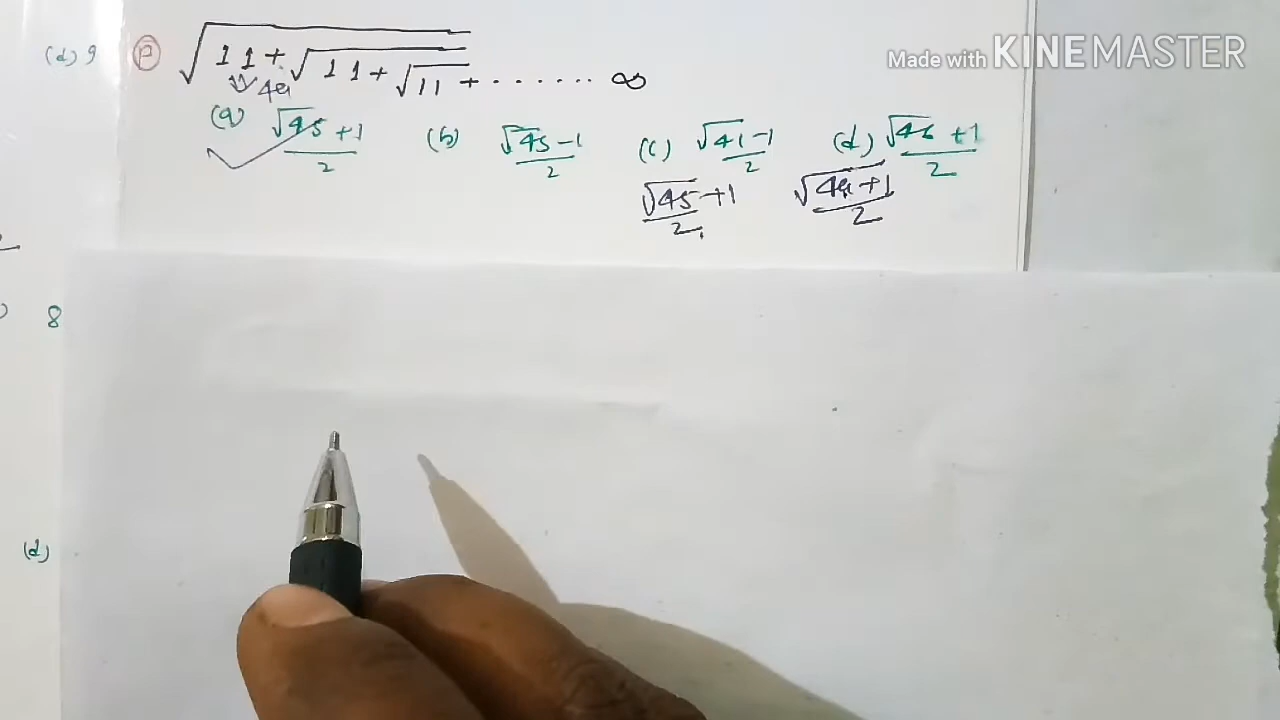 Made with KINEMASTER
(d) 9 (P) √11+√11+√11+.......∞
44
(a) √45+1/2 (b) √45-1/2 (c) √41-1/2 (d) √46+1/2
√45+1/2 √44+1/2
8
(d)